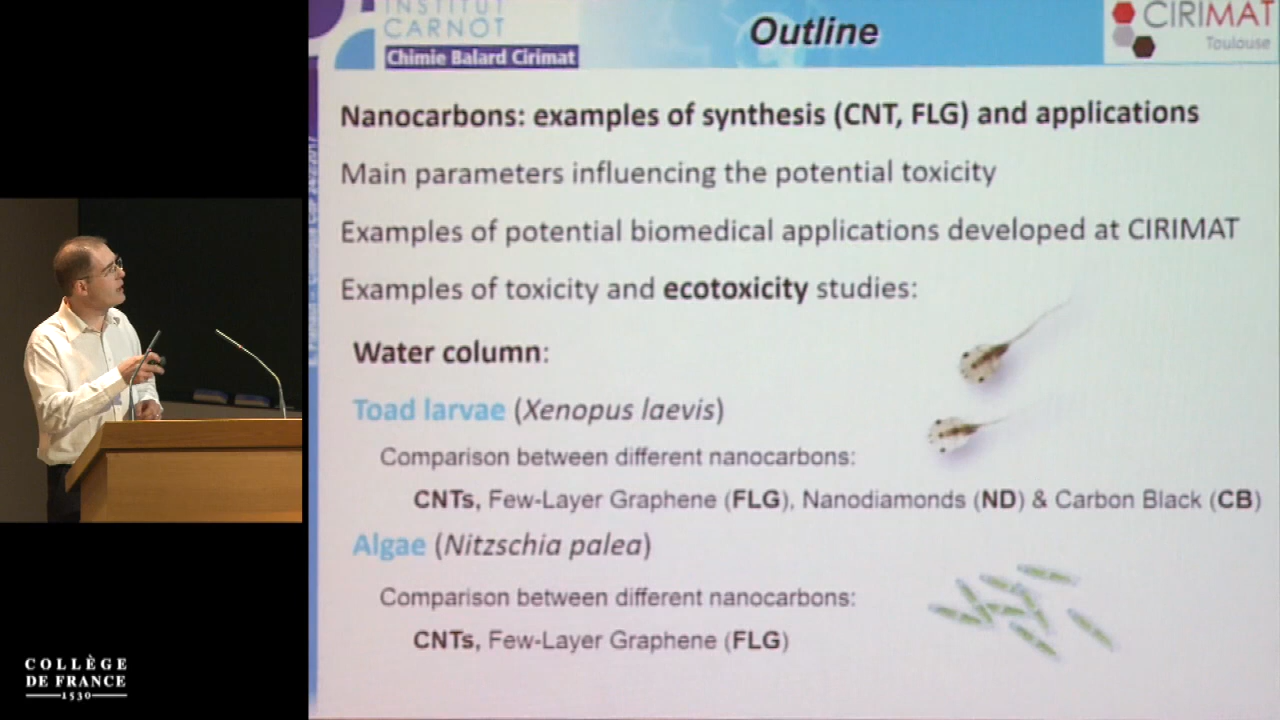 INSTITUT
CARNOT
Chimie Balard Cirimat
Outline
CIRIMAT
Toulouse
Nanocarbons: examples of synthesis (CNT, FLG) and applications
Main parameters influencing the potential toxicity
Examples of potential biomedical applications developed at CIRIMAT
Examples of toxicity and ecotoxicity studies:
Water column:
Toad larvae (Xenopus laevis)
Comparison between different nanocarbons:
CNTs, Few-Layer Graphene (FLG), Nanodiamonds (ND) & Carbon Black (CB)
Algae (Nitzschia palea)
Comparison between different nanocarbons:
CNTs, Few-Layer Graphene (FLG)
COLLÈGE
DE FRANCE
1530